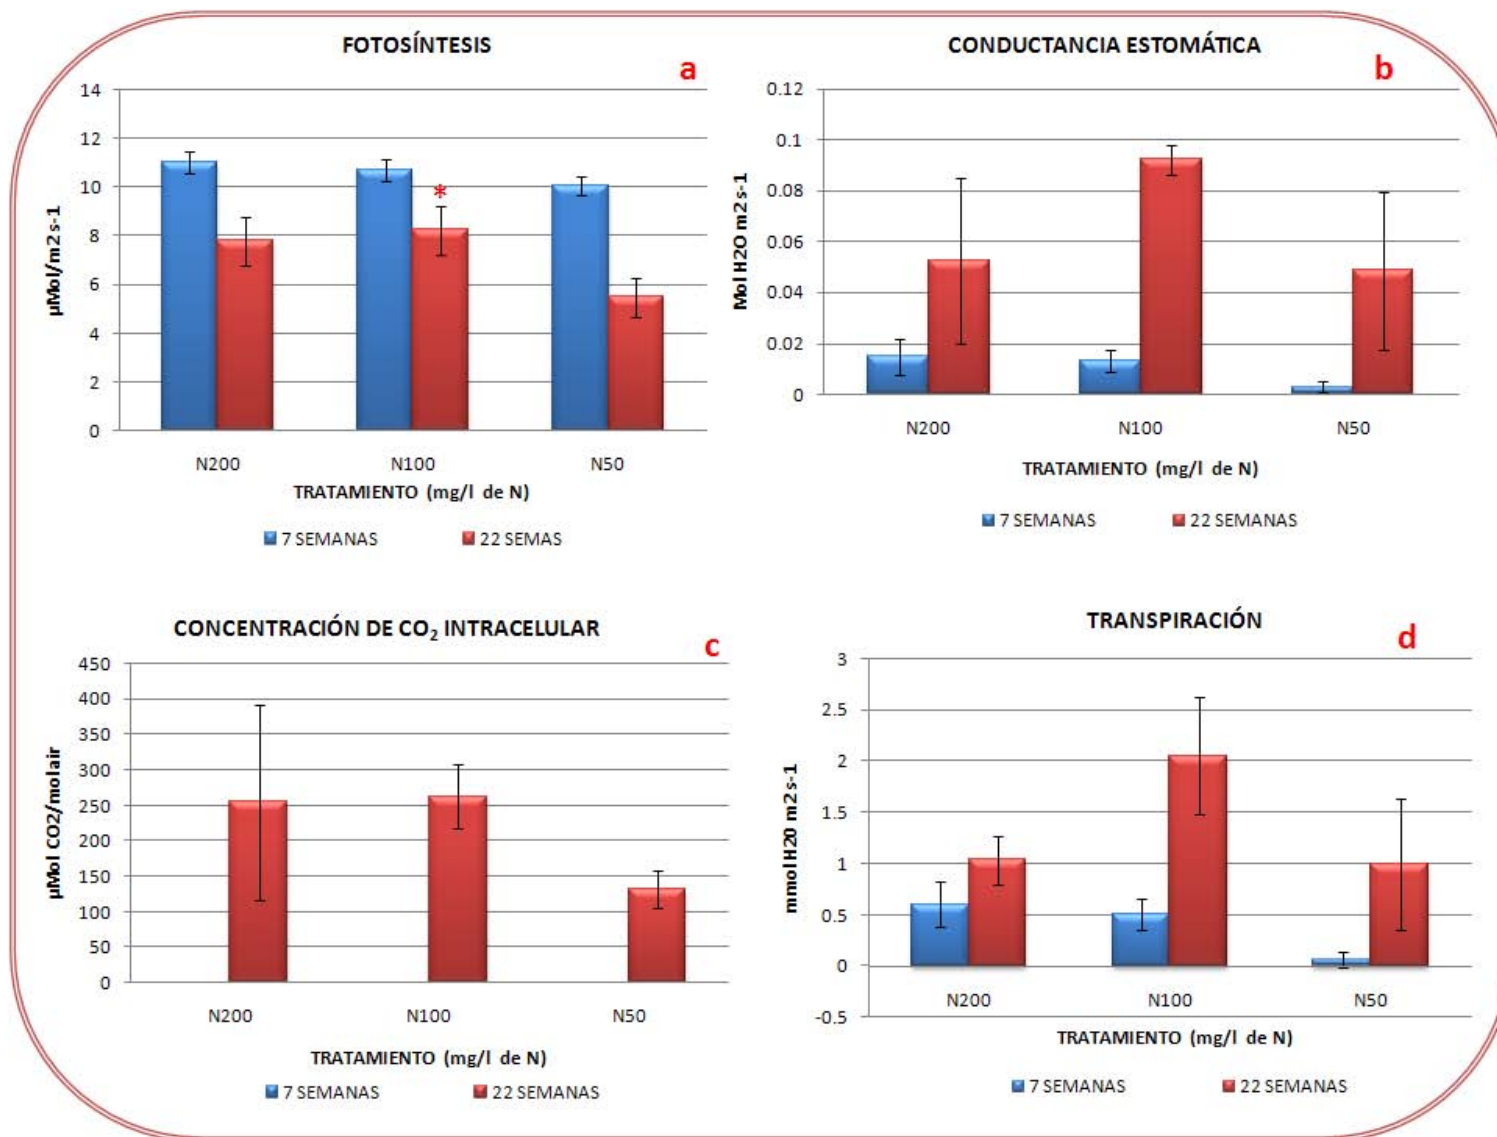 FOTOSÍNTESIS
a
14
12
10
8
6
4
2
0
µMol/m2 s-1
*
N200 N100 N50
TRATAMIENTO (mg/l de N)
7 SEMANAS 22 SEMAS
CONDUCTANCIA ESTOMÁTICA
b
0.12
0.1
0.08
0.06
0.04
0.02
0
Mol H2O m2 s-1
N200 N100 N50
TRATAMIENTO (mg/l de N)
7 SEMANAS 22 SEMANAS
CONCENTRACIÓN DE CO₂ INTRACELULAR
c
450
400
350
300
250
200
150
100
50
0
µMol CO2/molair
N200 N100 N50
TRATAMIENTO (mg/l de N)
7 SEMANAS 22 SEMANAS
TRANSPIRACIÓN
d
3
2.5
2
1.5
1
0.5
0
-0.5
mmol H20 m2 s-1
N200 N100 N50
TRATAMIENTO (mg/l de N)
7 SEMANAS 22 SEMANAS